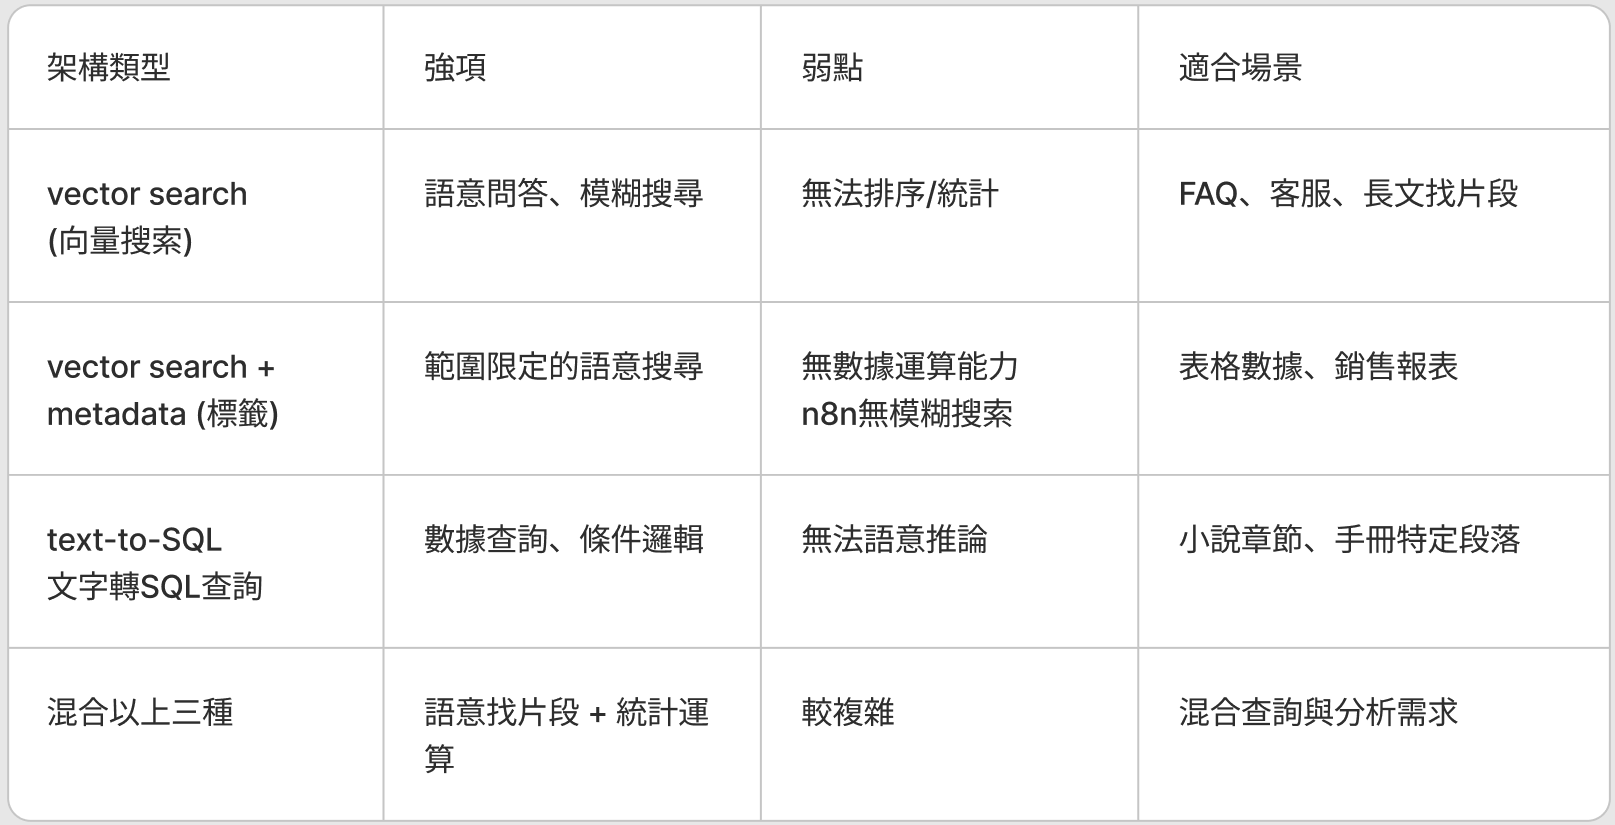 架構類型
強項
弱點
適合場景
vector search
(向量搜索)
語意問答、模糊搜尋
無法排序/統計
FAQ、客服、長文找片段
vector search +
metadata (標籤)
範圍限定的語意搜尋
無數據運算能力
n8n無模糊搜索
表格數據、銷售報表
text-to-SQL
文字轉SQL查詢
數據查詢、條件邏輯
無法語意推論
小說章節、手冊特定段落
混合以上三種
語意找片段 + 統計運
算
較複雜
混合查詢與分析需求